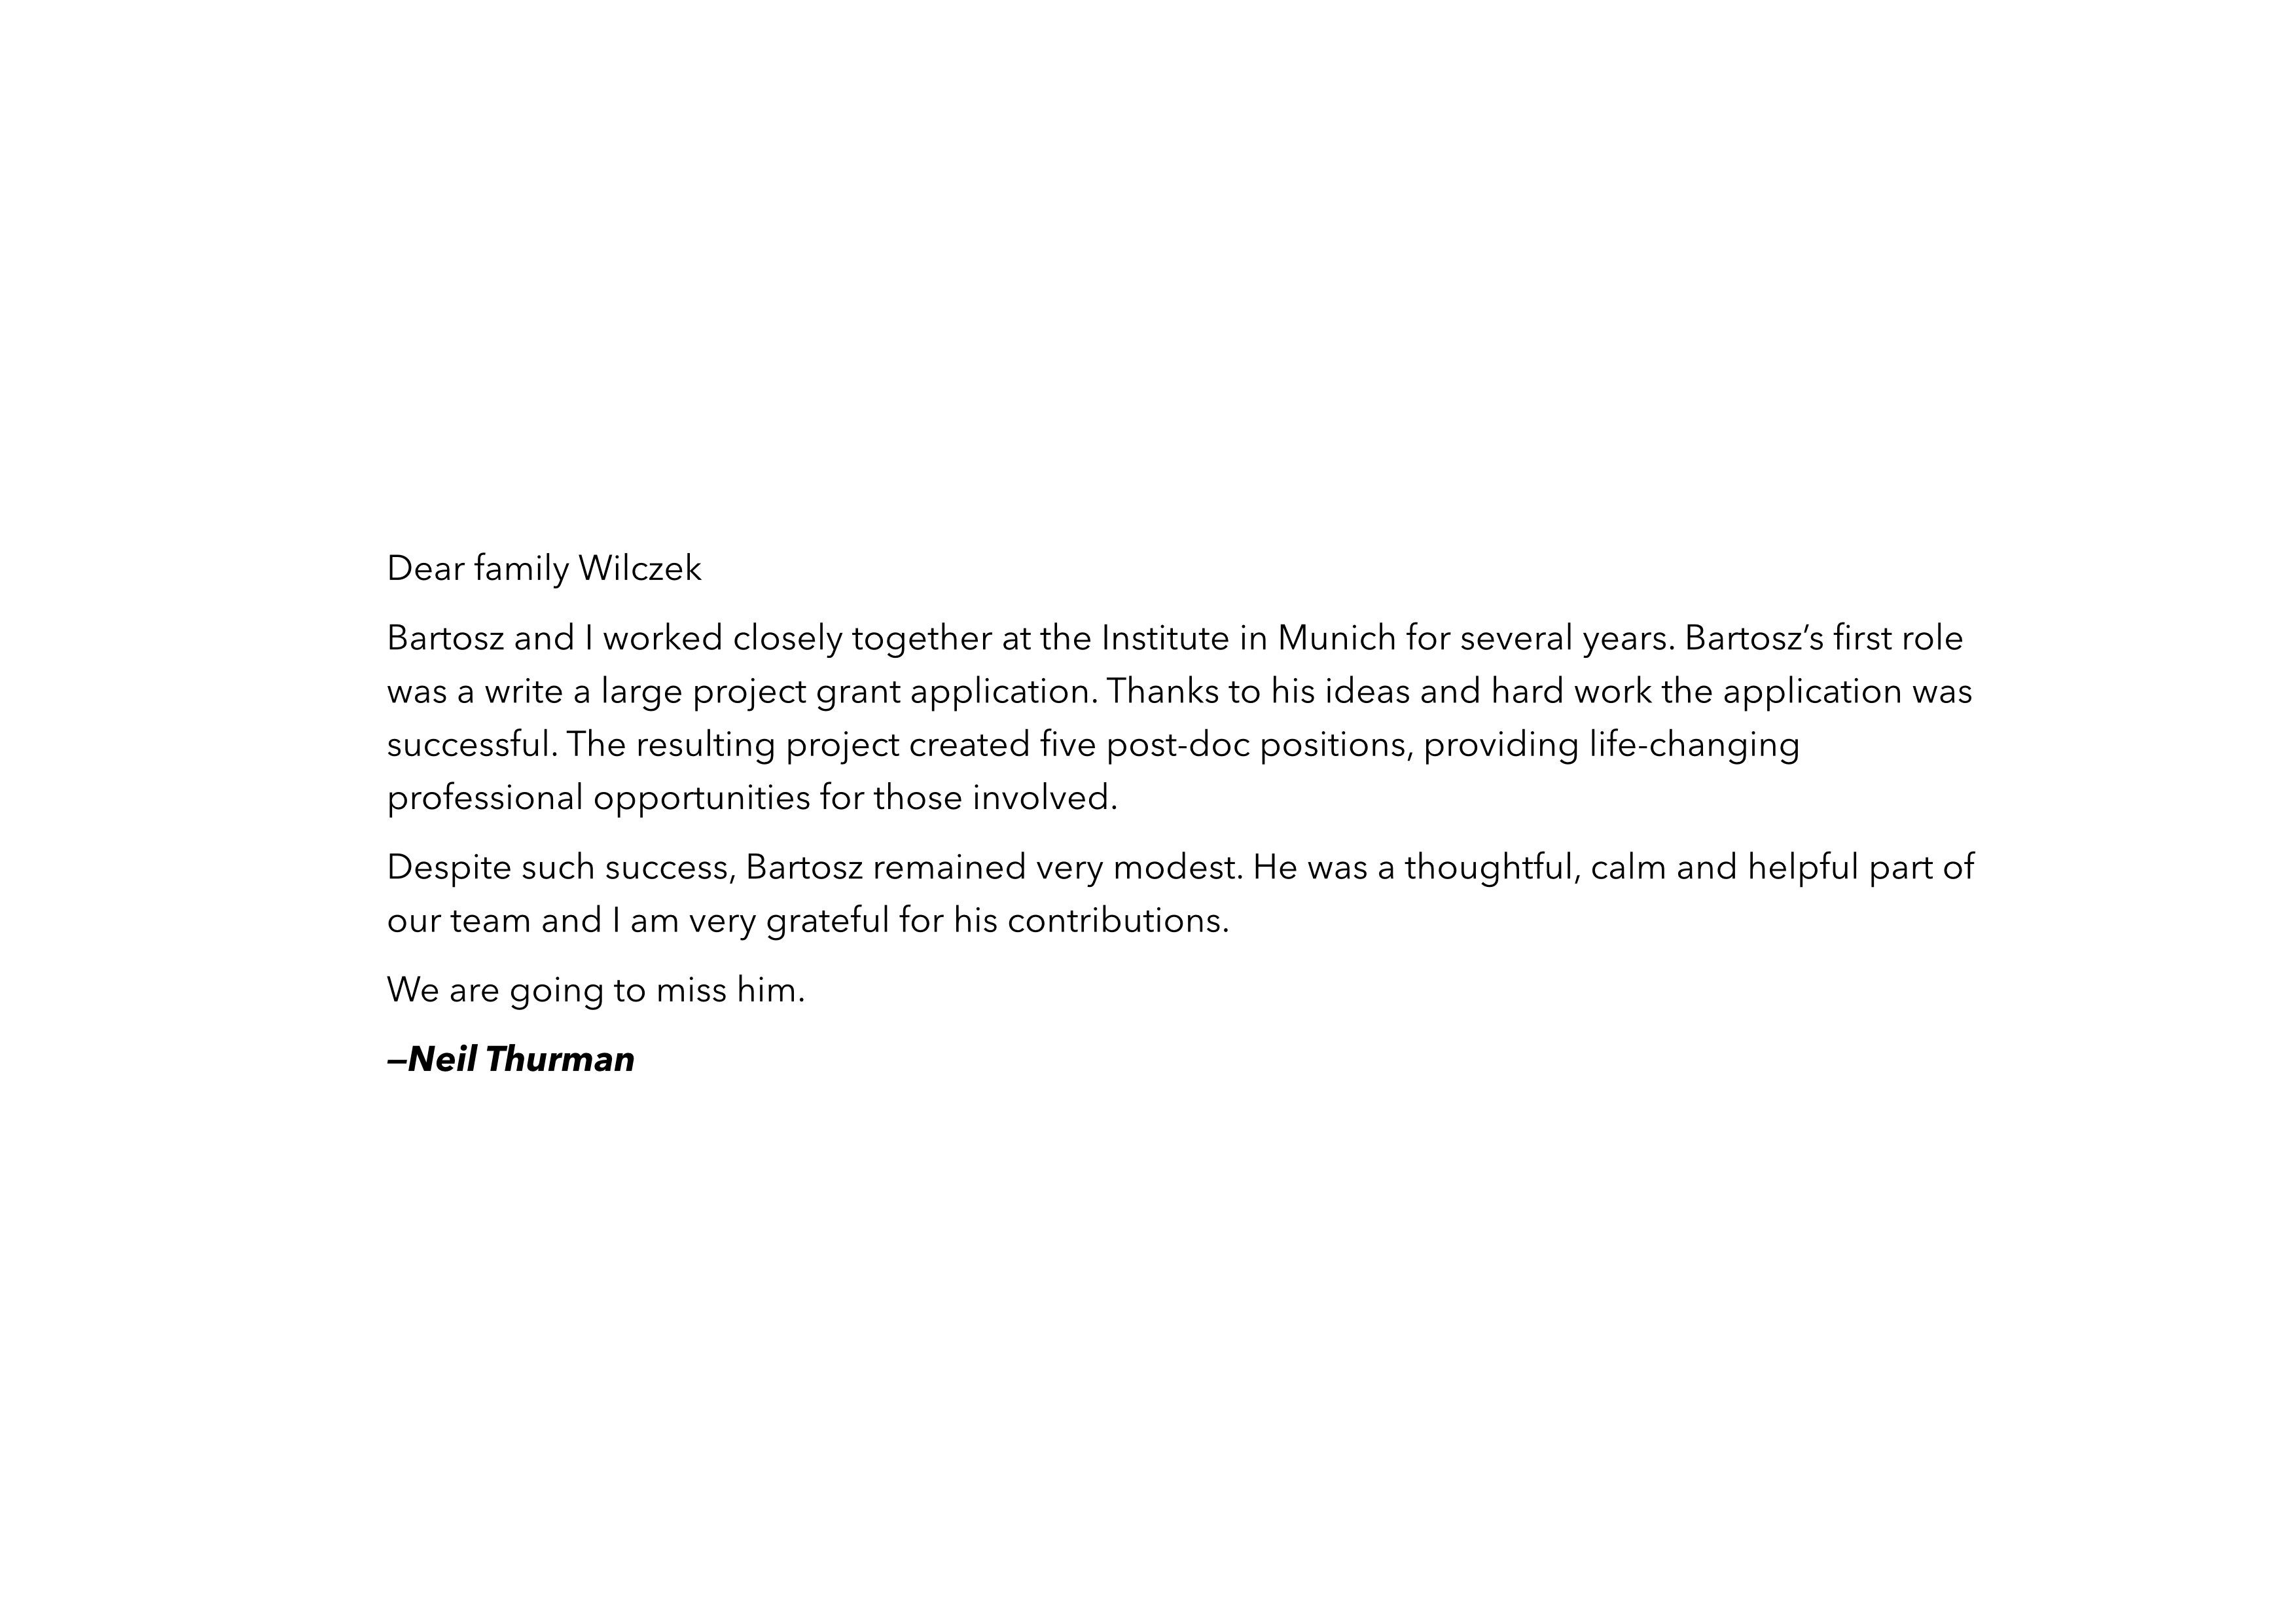 Dear family Wilczek
Bartosz and I worked closely together at the Institute in Munich for several years. Bartosz’s first role
was a write a large project grant application. Thanks to his ideas and hard work the application was
successful. The resulting project created five post-doc positions, providing life-changing
professional opportunities for those involved.
Despite such success, Bartosz remained very modest. He was a thoughtful, calm and helpful part of
our team and I am very grateful for his contributions.
We are going to miss him.
—Neil Thurman